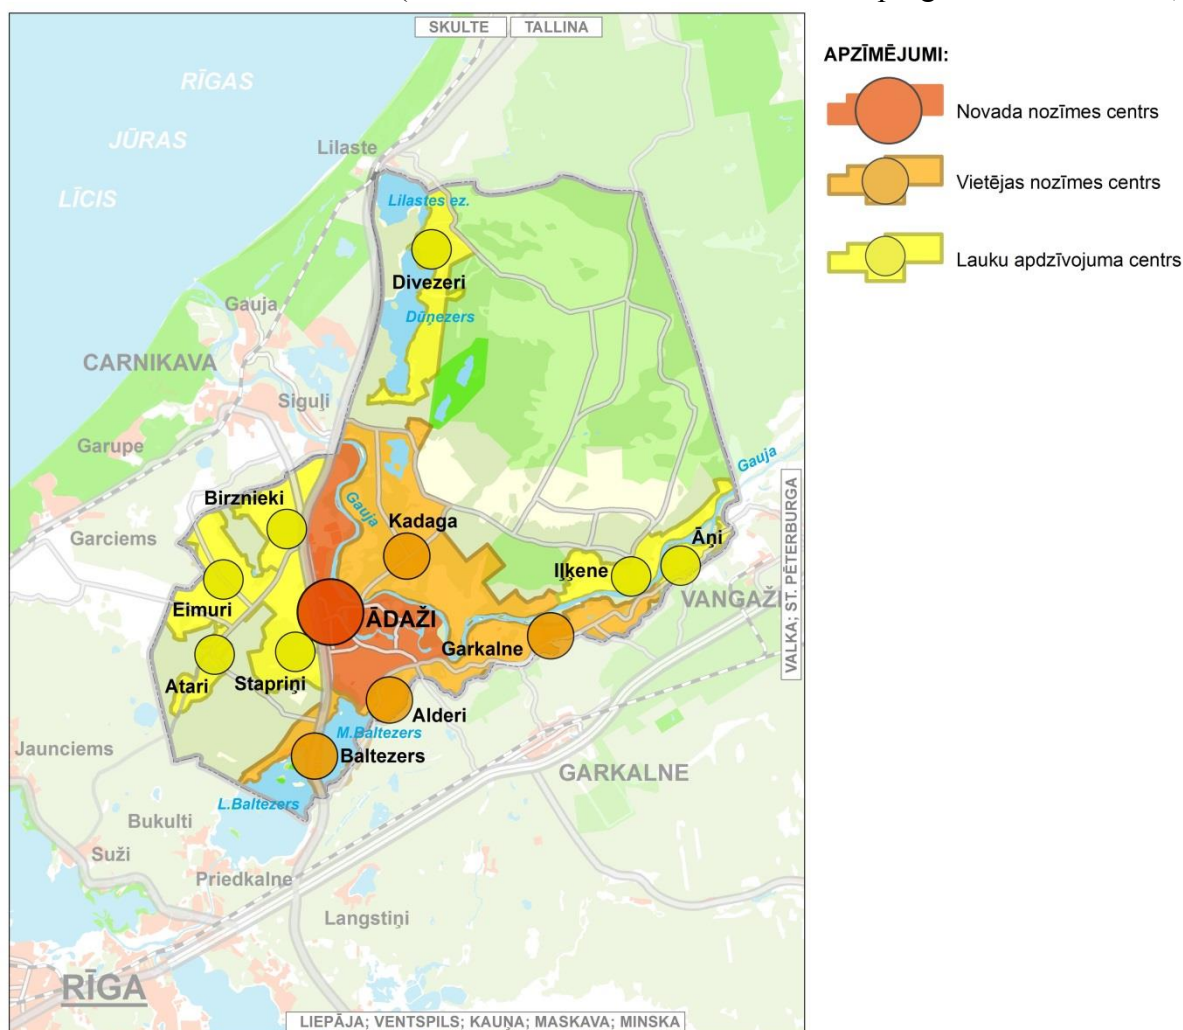 SKULTE
TALLINA
RĪGAS
JŪRAS
LĪCIS
Lilaste
Lilastes ez.
Divezeri
Dūņezers
Gauja
CARNIKAVA
Siguļi
Garupe
Gauja
Birznieki
Gauja
Garciems
Kadaga
Āņi
Iļķene
Eimuri
VANGAŽI
VALKA; ST. PĒTERBURGA
ĀDAŽI
Garkalne
Atari
Stapriņi
Alderi
M.Baltezers
Jaunciems
Baltezers
GARKALNE
L.Baltezers
Bukulti
Suži
Priedkalne
Langstiņi
RĪGA
LIEPĀJA; VENTSPILS; KAUŅA; MASKAVA; MINSKA
APZĪMĒJUMI:
Novada nozīmes centrs
Vietējas nozīmes centrs
Lauku apdzīvojuma centrs